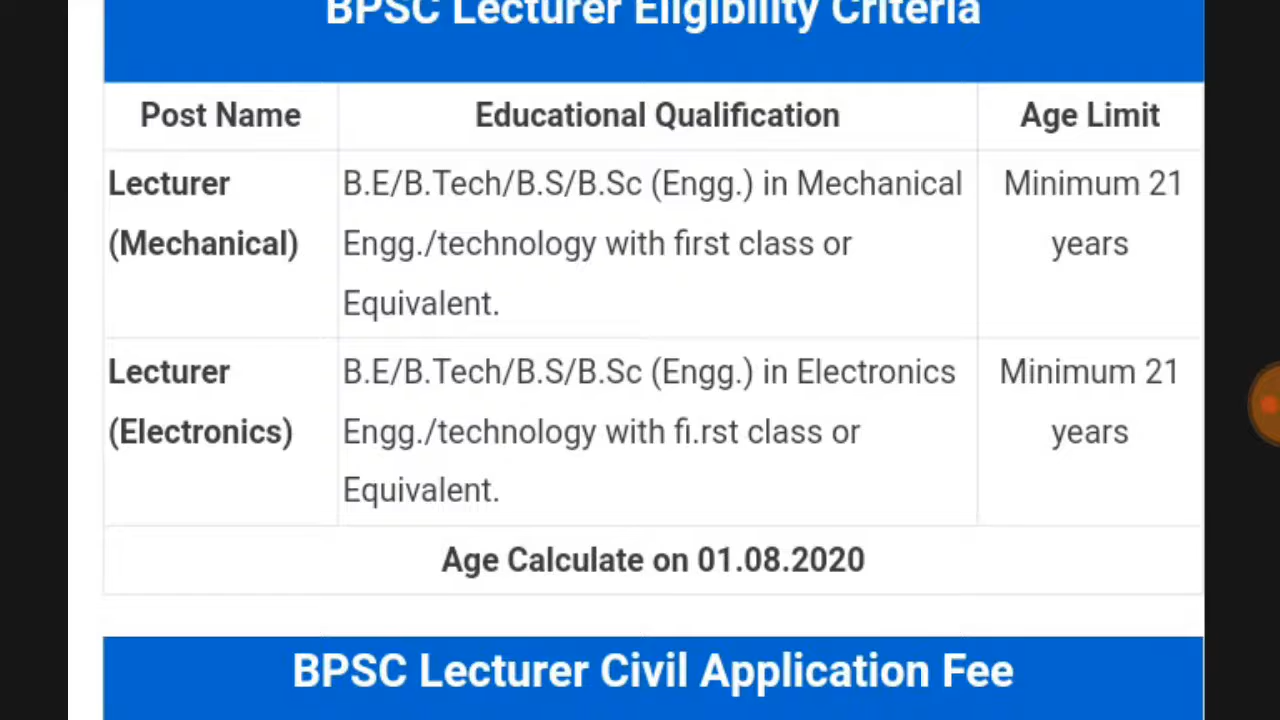 BPSC Lecturer Eligibility Criteria
Post Name Educational Qualification Age Limit
Lecturer B.E/B.Tech/B.S/B.Sc (Engg.) in Mechanical Minimum 21
(Mechanical) Engg./technology with first class or years
Equivalent.
Lecturer B.E/B.Tech/B.S/B.Sc (Engg.) in Electronics Minimum 21
(Electronics) Engg./technology with fi.rst class or years
Equivalent.
Age Calculate on 01.08.2020
BPSC Lecturer Civil Application Fee